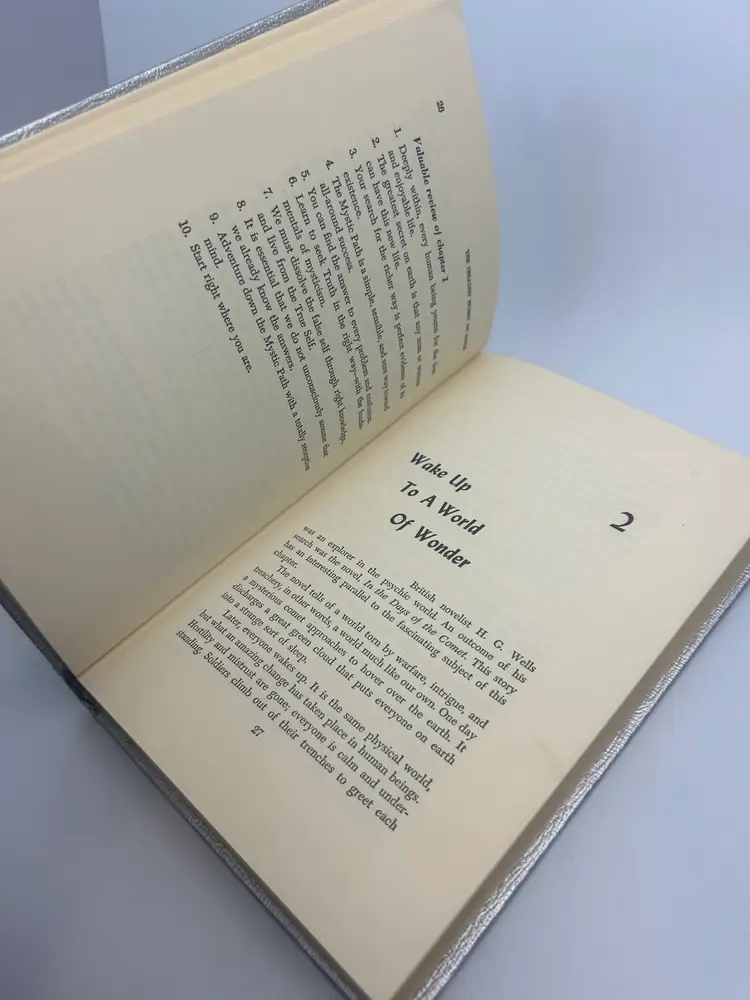 26
Valuable review of chapter 1
1. Deeply within, every human being yearns for the free
and enjoyable life.
2. The greatest secret on earth is that any man or woman
can have this new life.
3. Your search for the richer way is perfect evidence of its
existence.
4. The Mystic Path is a simple, sensible, and sure way toward
all-around success.
5. You can find the answer to every problem and confusion.
6. Learn to seek Truth in the right way—with the funda-
mentals of mysticism.
7. We must dissolve the false self through right knowledge,
and live from the True Self.
8. It is essential that we do not unconsciously assume that
we already know the answers.
9. Adventure down the Mystic Path with a totally receptive
mind.
10. Start right where you are.
2
Wake Up
To A World
Of Wonder
British novelist H. G. Wells
was an explorer in the psychic world. An outcome of his
search was the novel, In the Days of the Comet. This story
has an interesting parallel to the fascinating subject of this
chapter.
The novel tells of a world torn by warfare, intrigue, and
treachery, in other words, a world much like our own. One day
a mysterious comet approaches to hover over the earth. It
discharges a great green cloud that puts everyone on earth
into a strange sort of sleep.
Later, everyone wakes up. It is the same physical world,
but what an amazing change has taken place in human beings.
Hostility and mistrust are gone; everyone is calm and under-
standing. Soldiers climb out of their trenches to greet each
27